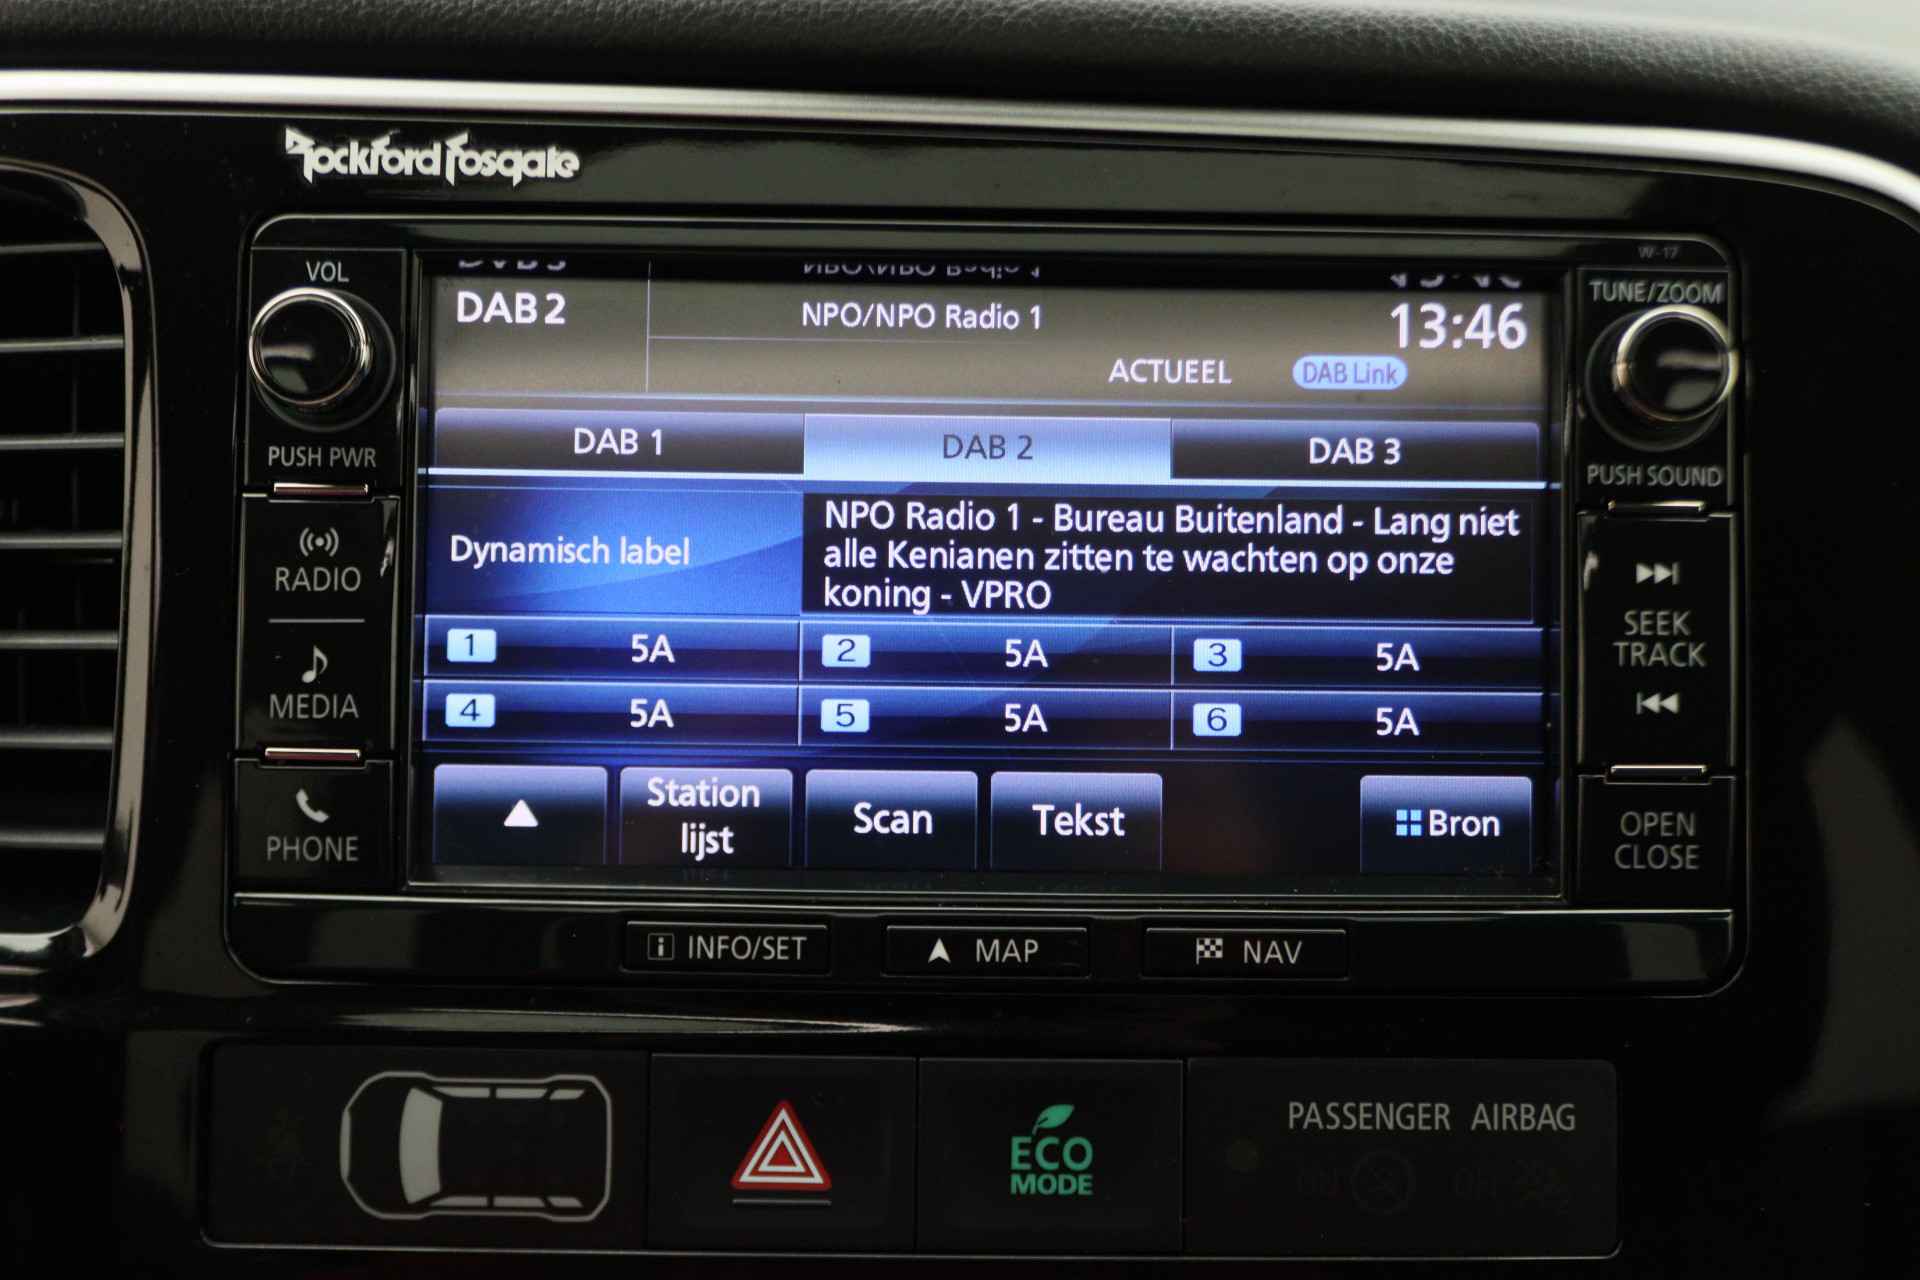 Rockford Fosgate
W-17
VOL
PUSH PWR
RADIO
MEDIA
PHONE
DAB 2
NPO/NPO Radio 1
13:46
ACTUEEL
DAB Link
DAB 1
DAB 2
DAB 3
Dynamisch label
NPO Radio 1 - Bureau Buitenland - Lang niet
alle Kenianen zitten te wachten op onze
koning - VPRO
1 5A
2 5A
3 5A
4 5A
5 5A
6 5A
Station
lijst
Scan
Tekst
Bron
TUNE/ZOOM
PUSH SOUND
SEEK
TRACK
OPEN
CLOSE
INFO/SET
MAP
NAV
ECO
MODE
PASSENGER AIRBAG